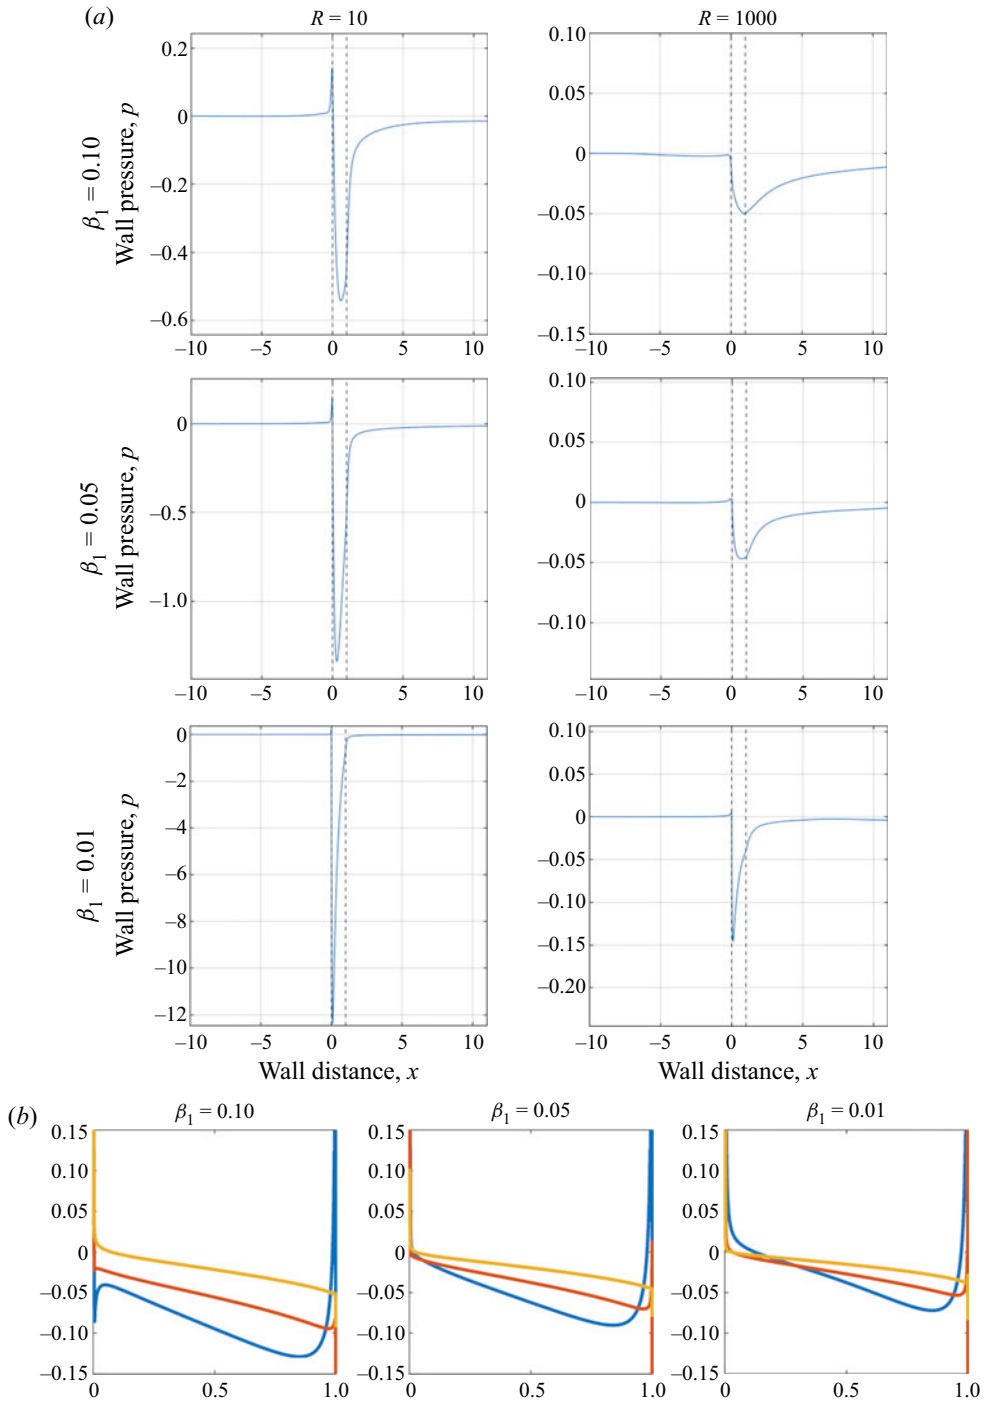 (a)
R = 10
R = 1000
β1 = 0.10
Wall pressure, p
0.2
0
–0.2
–0.4
–0.6
–10 –5 0 5 10
0.10
0.05
0
–0.05
–0.10
–0.15
–10 –5 0 5 10
β1 = 0.05
Wall pressure, p
0
–0.5
–1.0
–10 –5 0 5 10
0.10
0.05
0
–0.05
–0.10
–10 –5 0 5 10
β1 = 0.01
Wall pressure, p
0
–2
–4
–6
–8
–10
–12
–10 –5 0 5 10
Wall distance, x
0.10
0.05
0
–0.05
–0.10
–0.15
–0.20
–10 –5 0 5 10
Wall distance, x
(b)
β1 = 0.10
0.15
0.10
0.05
0
–0.05
–0.10
–0.15
0 0.5 1.0
β1 = 0.05
0.15
0.10
0.05
0
–0.05
–0.10
–0.15
0 0.5 1.0
β1 = 0.01
0.15
0.10
0.05
0
–0.05
–0.10
–0.15
0 0.5 1.0